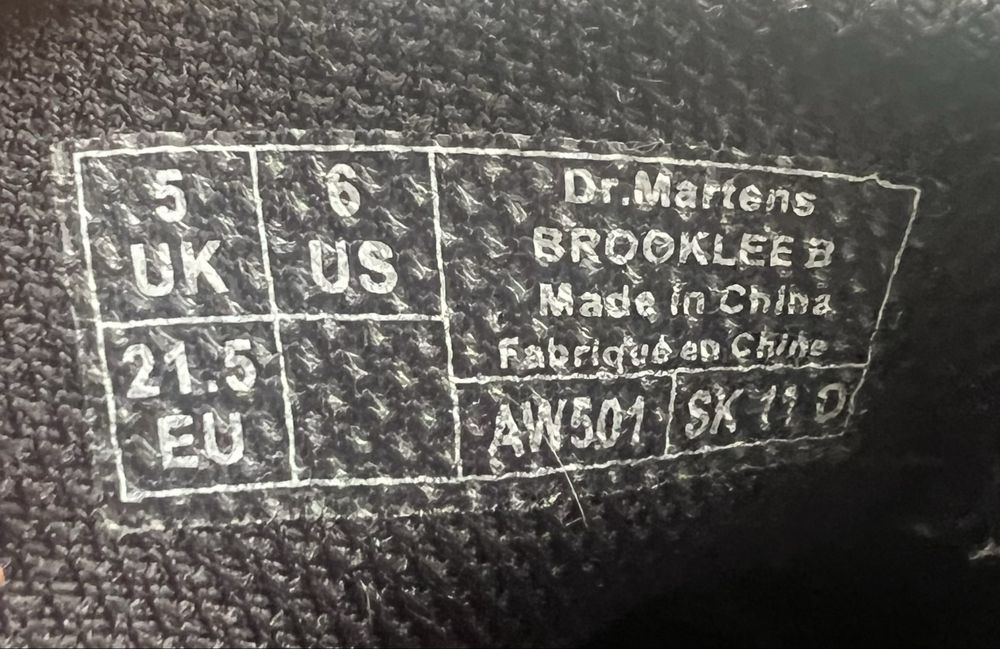 5
UK
6
US
21.5
EU
Dr.Martens
BROOKLEE B
Made in China
Fabriqué en Chine
AW501
SK 11 D